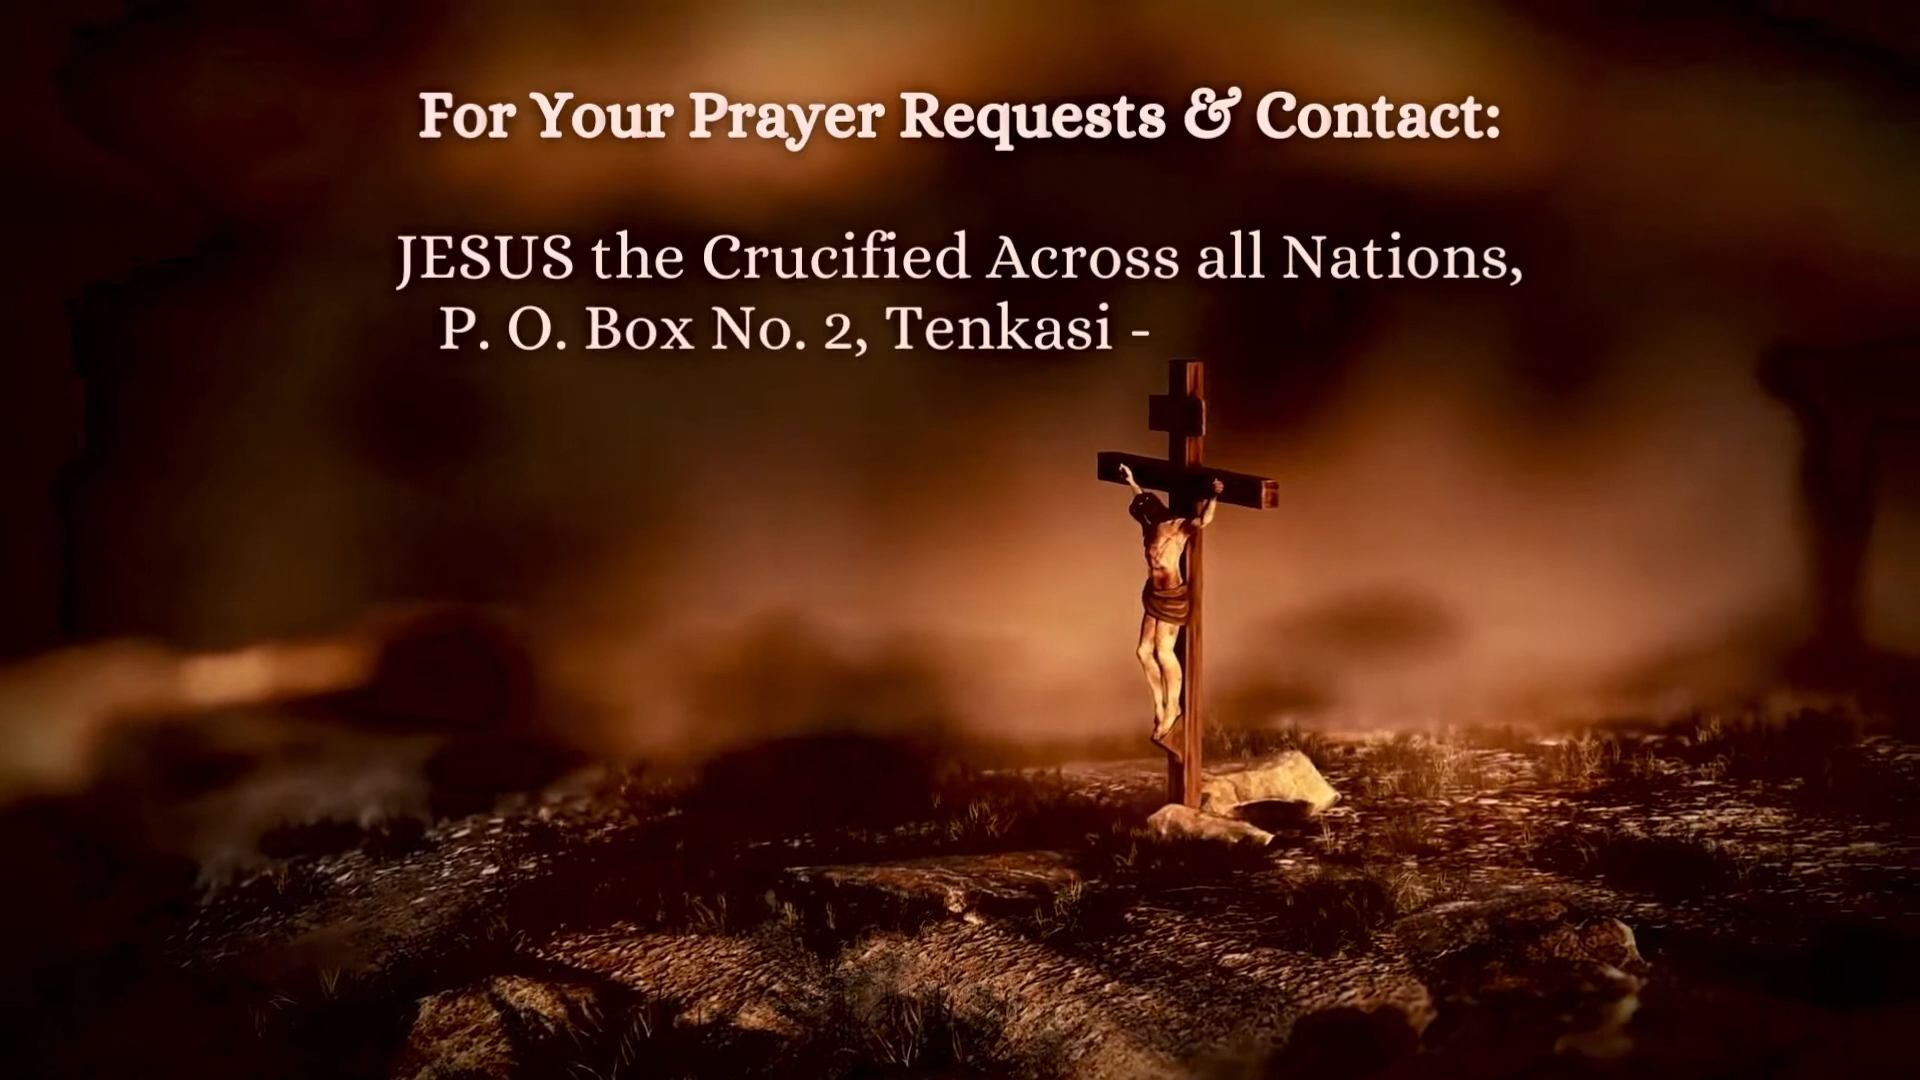 For Your Prayer Requests & Contact:
JESUS the Crucified Across all Nations,
P. O. Box No. 2, Tenkasi -